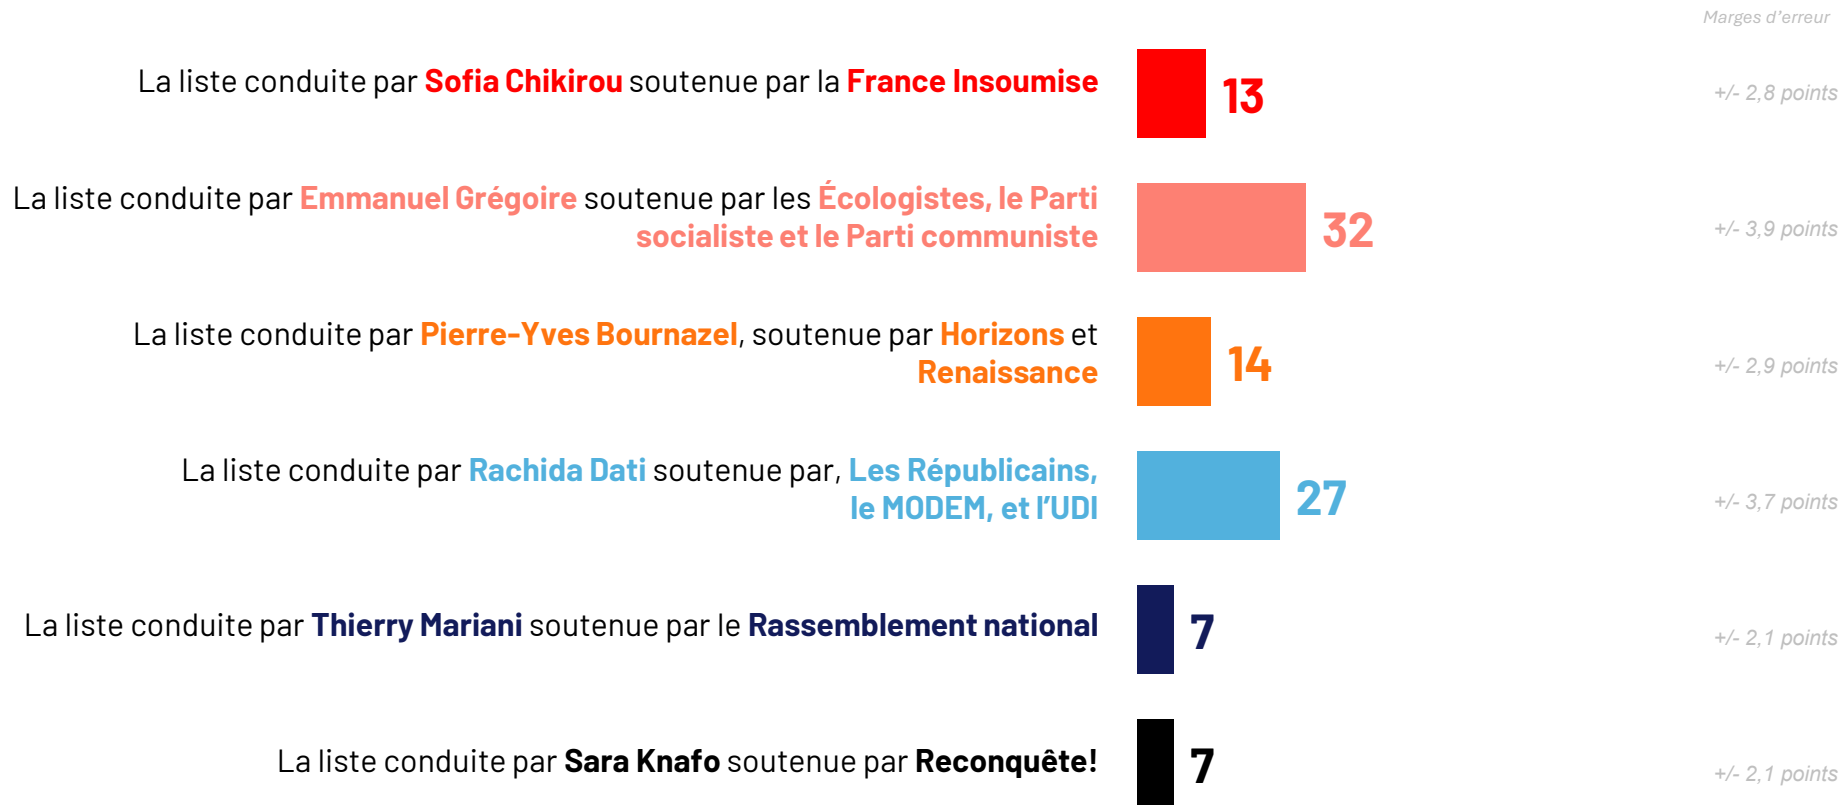 Marges d'erreur
La liste conduite par Sofia Chikirou soutenue par la France Insoumise
13
+/- 2,8 points
La liste conduite par Emmanuel Grégoire soutenue par les Écologistes, le Parti
socialiste et le Parti communiste
32
+/- 3,9 points
La liste conduite par Pierre-Yves Bournazel, soutenue par Horizons et
Renaissance
14
+/- 2,9 points
La liste conduite par Rachida Dati soutenue par, Les Républicains,
le MODEM, et l'UDI
27
+/- 3,7 points
La liste conduite par Thierry Mariani soutenue par le Rassemblement national
7
+/- 2,1 points
La liste conduite par Sara Knafo soutenue par Reconquête!
7
+/- 2,1 points